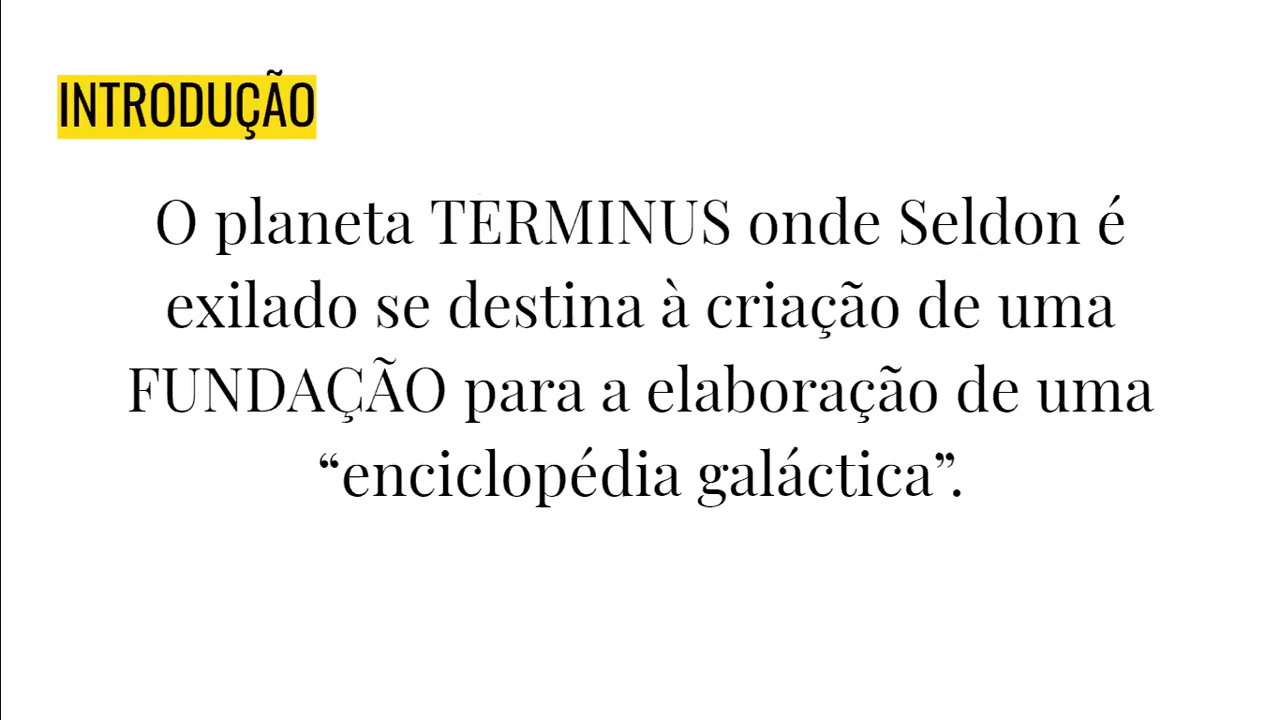 INTRODUÇÃO
O planeta TERMINUS onde Seldon é
exilado se destina à criação de uma
FUNDAÇÃO para a elaboração de uma
“enciclopédia galáctica”.